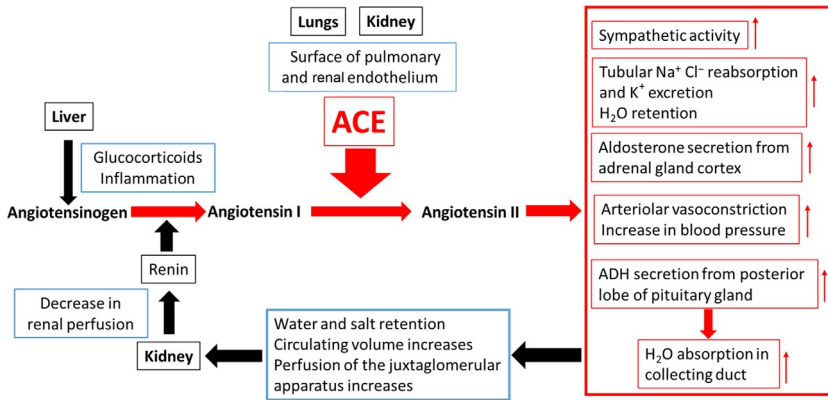 Lungs
Kidney
Surface of pulmonary
and renal endothelium
ACE
Liver
Glucocorticoids
Inflammation
Angiotensinogen
Angiotensin I
Angiotensin II
Renin
Decrease in
renal perfusion
Kidney
Water and salt retention
Circulating volume increases
Perfusion of the juxtaglomerular
apparatus increases
Sympathetic activity
Tubular Na⁺ Cl⁻ reabsorption
and K⁺ excretion
H₂O retention
Aldosterone secretion from
adrenal gland cortex
Arteriolar vasoconstriction
Increase in blood pressure
ADH secretion from posterior
lobe of pituitary gland
H₂O absorption in
collecting duct